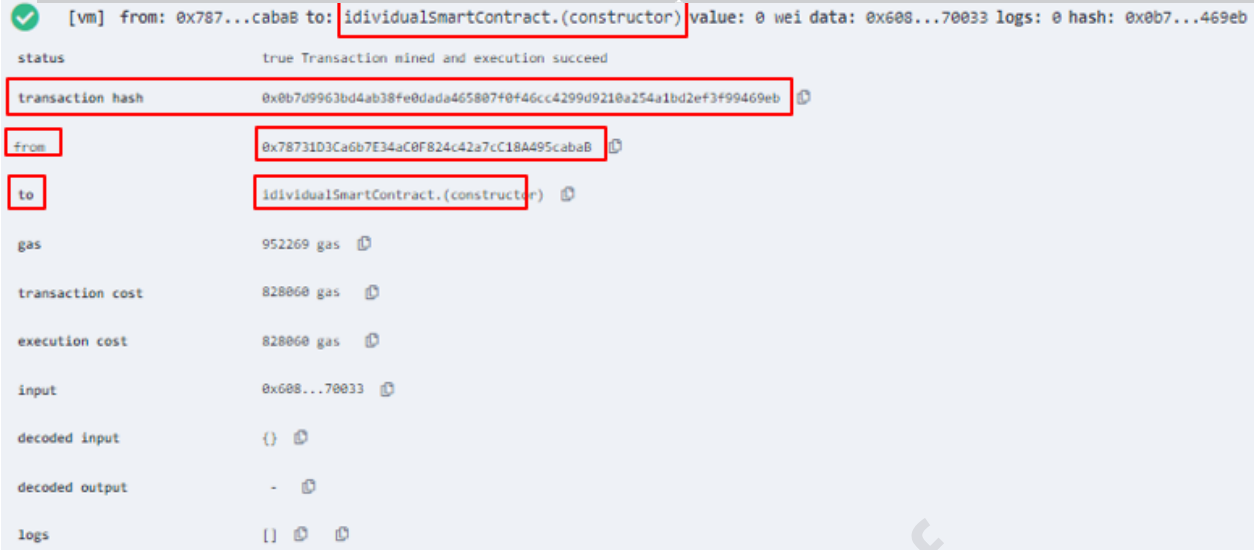 [vm] from: 0x787...cabaB to: idividualSmartContract.(constructor) value: 0 wei data: 0x608...70033 logs: 0 hash: 0x0b7...469eb
status true Transaction mined and execution succeed
transaction hash 0x0b7d9963bd4ab38fe0dada465807f0f46cc4299d9210a254a1bd2ef3f99469eb
from 0x78731D3Ca6b7E34aC0F824c42a7cC18A495cabaB
to idividualSmartContract.(constructor)
gas 952269 gas
transaction cost 828060 gas
execution cost 828060 gas
input 0x608...70033
decoded input {}
decoded output -
logs []